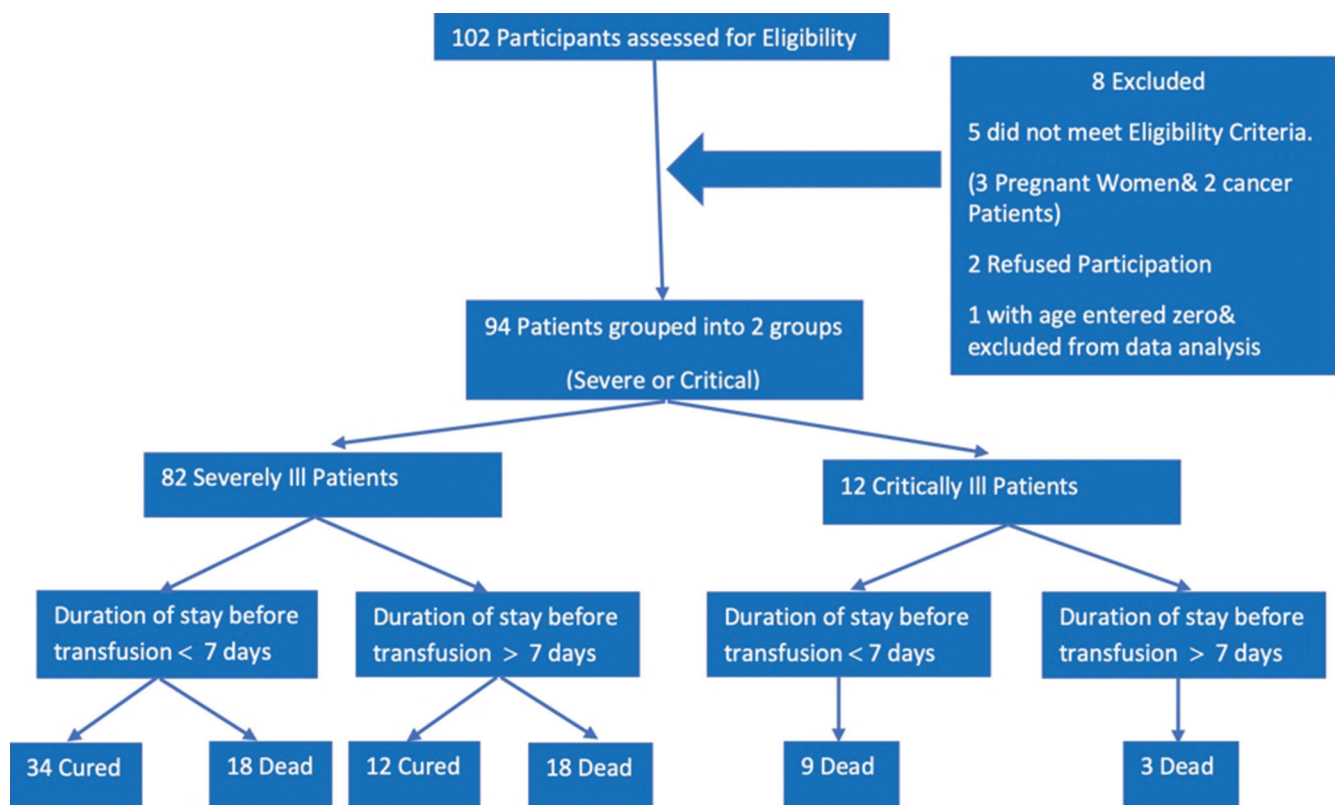 102 Participants assessed for Eligibility
8 Excluded
5 did not meet Eligibility Criteria.
(3 Pregnant Women& 2 cancer
Patients)
2 Refused Participation
1 with age entered zero&
excluded from data analysis
94 Patients grouped into 2 groups
(Severe or Critical)
82 Severely Ill Patients
12 Critically Ill Patients
Duration of stay before
transfusion < 7 days
Duration of stay before
transfusion > 7 days
Duration of stay before
transfusion < 7 days
Duration of stay before
transfusion > 7 days
34 Cured
18 Dead
12 Cured
18 Dead
9 Dead
3 Dead